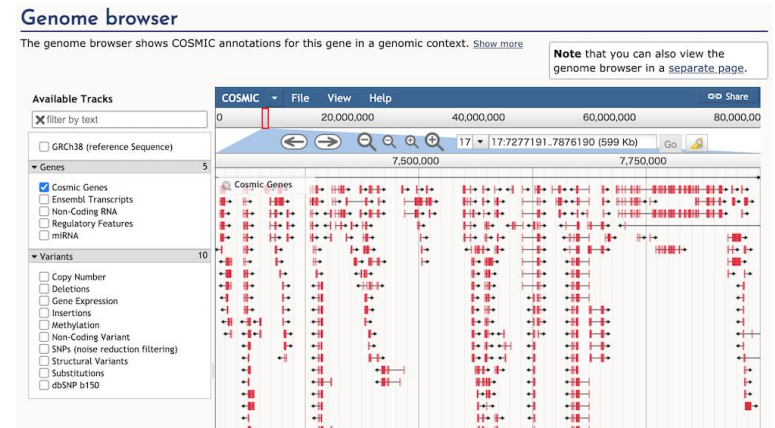 Genome browser
The genome browser shows COSMIC annotations for this gene in a genomic context. Show more
Note that you can also view the
genome browser in a separate page.
Available Tracks
filter by text
GRCh38 (reference Sequence)
Genes 5
Cosmic Genes
Ensembl Transcripts
Non-Coding RNA
Regulatory Features
miRNA
Variants 10
Copy Number
Deletions
Gene Expression
Insertions
Methylation
Non-Coding Variant
SNPs (noise reduction filtering)
Structural Variants
Substitutions
dbSNP b150
COSMIC File View Help Share
0 20,000,000 40,000,000 60,000,000 80,000,00
17 17:7277191..7876190 (599 Kb) Go
7,500,000 7,750,000
Cosmic Genes